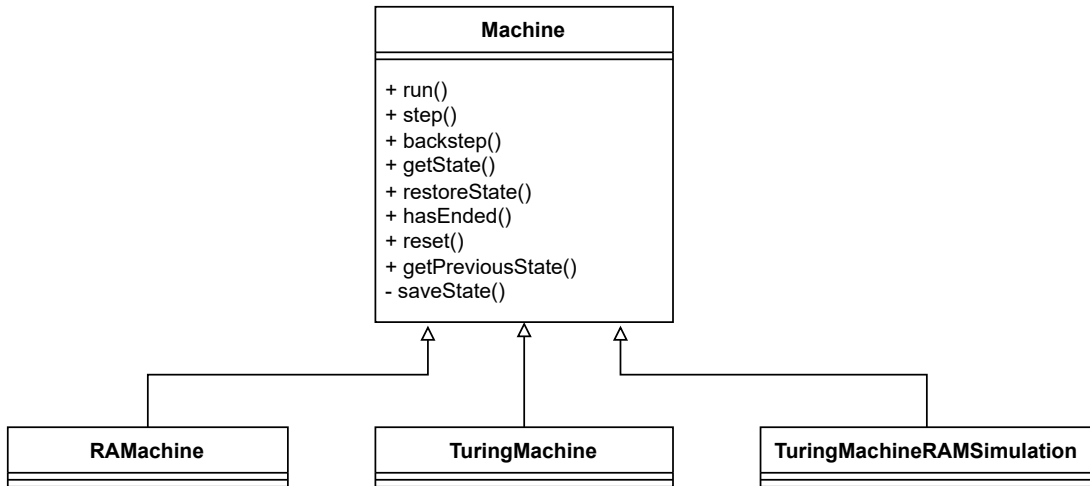 Machine
+ run()
+ step()
+ backstep()
+ getState()
+ restoreState()
+ hasEnded()
+ reset()
+ getPreviousState()
- saveState()
RAMachine
TuringMachine
TuringMachineRAMSimulation